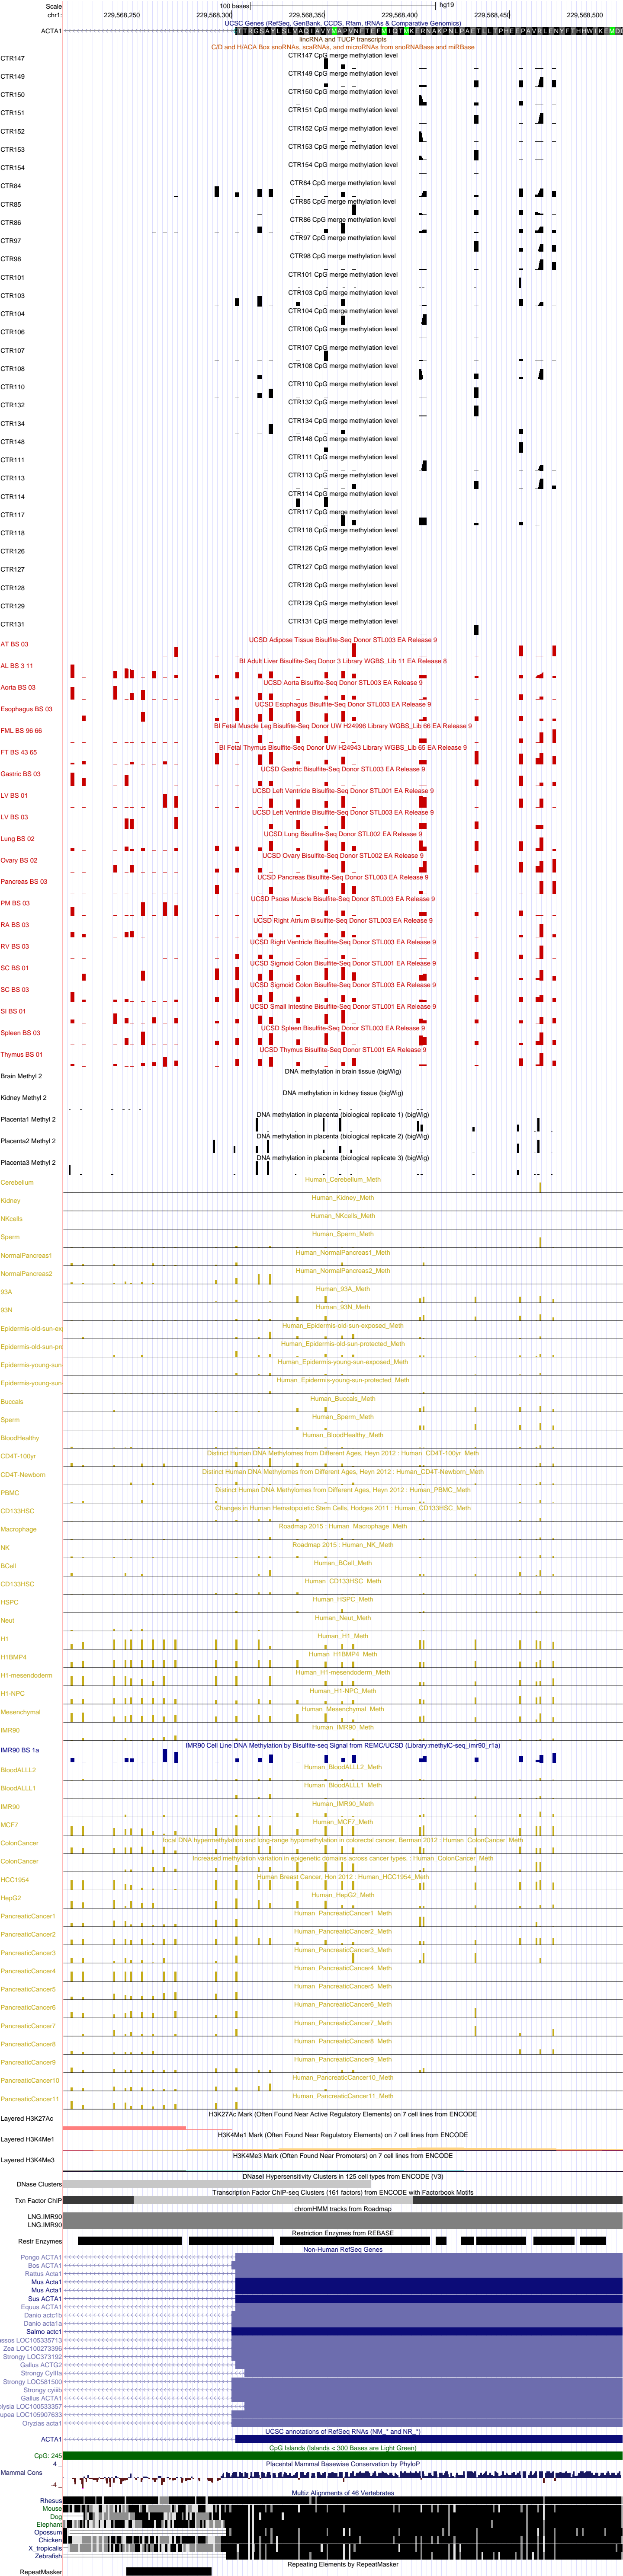 Scale 100 bases hg19
chr1: 229,568,250 229,568,300 229,568,350 229,568,400 229,568,450 229,568,500
UCSC Genes (RefSeq, GenBank, CCDS, Rfam, tRNAs & Comparative Genomics)
ACTA1
lincRNA and TUCP transcripts
C/D and H/ACA Box snoRNAs, scaRNAs, and microRNAs from snoRNABase and miRBase
CTR147 CTR147 CpG merge methylation level
CTR149 CTR149 CpG merge methylation level
CTR150 CTR150 CpG merge methylation level
CTR151 CTR151 CpG merge methylation level
CTR152 CTR152 CpG merge methylation level
CTR153 CTR153 CpG merge methylation level
CTR154 CTR154 CpG merge methylation level
CTR84 CTR84 CpG merge methylation level
CTR85 CTR85 CpG merge methylation level
CTR86 CTR86 CpG merge methylation level
CTR97 CTR97 CpG merge methylation level
CTR98 CTR98 CpG merge methylation level
CTR101 CTR101 CpG merge methylation level
CTR103 CTR103 CpG merge methylation level
CTR104 CTR104 CpG merge methylation level
CTR106 CTR106 CpG merge methylation level
CTR107 CTR107 CpG merge methylation level
CTR108 CTR108 CpG merge methylation level
CTR110 CTR110 CpG merge methylation level
CTR132 CTR132 CpG merge methylation level
CTR134 CTR134 CpG merge methylation level
CTR148 CTR148 CpG merge methylation level
CTR111 CTR111 CpG merge methylation level
CTR113 CTR113 CpG merge methylation level
CTR114 CTR114 CpG merge methylation level
CTR117 CTR117 CpG merge methylation level
CTR118 CTR118 CpG merge methylation level
CTR126 CTR126 CpG merge methylation level
CTR127 CTR127 CpG merge methylation level
CTR128 CTR128 CpG merge methylation level
CTR129 CTR129 CpG merge methylation level
CTR131 CTR131 CpG merge methylation level
AT BS 03 UCSD Adipose Tissue Bisulfite-Seq Donor STL003 EA Release 9
AL BS 3 11 BI Adult Liver Bisulfite-Seq Donor 3 Library WGBS_Lib 11 EA Release 8
Aorta BS 03 UCSD Aorta Bisulfite-Seq Donor STL003 EA Release 9
Esophagus BS 03 UCSD Esophagus Bisulfite-Seq Donor STL003 EA Release 9
FML BS 96 66 BI Fetal Muscle Leg Bisulfite-Seq Donor UW H24996 Library WGBS_Lib 66 EA Release 9
FT BS 43 65 BI Fetal Thymus Bisulfite-Seq Donor UW H24943 Library WGBS_Lib 65 EA Release 9
Gastric BS 03 UCSD Gastric Bisulfite-Seq Donor STL003 EA Release 9
LV BS 01 UCSD Left Ventricle Bisulfite-Seq Donor STL001 EA Release 9
LV BS 03 UCSD Left Ventricle Bisulfite-Seq Donor STL003 EA Release 9
Lung BS 02 UCSD Lung Bisulfite-Seq Donor STL002 EA Release 9
Ovary BS 02 UCSD Ovary Bisulfite-Seq Donor STL002 EA Release 9
Pancreas BS 03 UCSD Pancreas Bisulfite-Seq Donor STL003 EA Release 9
PM BS 03 UCSD Psoas Muscle Bisulfite-Seq Donor STL003 EA Release 9
RA BS 03 UCSD Right Atrium Bisulfite-Seq Donor STL003 EA Release 9
RV BS 03 UCSD Right Ventricle Bisulfite-Seq Donor STL003 EA Release 9
SC BS 01 UCSD Sigmoid Colon Bisulfite-Seq Donor STL001 EA Release 9
SC BS 03 UCSD Sigmoid Colon Bisulfite-Seq Donor STL003 EA Release 9
SI BS 01 UCSD Small Intestine Bisulfite-Seq Donor STL001 EA Release 9
Spleen BS 03 UCSD Spleen Bisulfite-Seq Donor STL003 EA Release 9
Thymus BS 01 UCSD Thymus Bisulfite-Seq Donor STL001 EA Release 9
Brain Methyl 2 DNA methylation in brain tissue (bigWig)
Kidney Methyl 2 DNA methylation in kidney tissue (bigWig)
Placenta1 Methyl 2 DNA methylation in placenta (biological replicate 1) (bigWig)
Placenta2 Methyl 2 DNA methylation in placenta (biological replicate 2) (bigWig)
Placenta3 Methyl 2 DNA methylation in placenta (biological replicate 3) (bigWig)
Cerebellum Human_Cerebellum_Meth
Kidney Human_Kidney_Meth
NKcells Human_NKcells_Meth
Sperm Human_Sperm_Meth
NormalPancreas1 Human_NormalPancreas1_Meth
NormalPancreas2 Human_NormalPancreas2_Meth
93A Human_93A_Meth
93N Human_93N_Meth
Epidermis-old-sun-ex Human_Epidermis-old-sun-exposed_Meth
Epidermis-old-sun-pr Human_Epidermis-old-sun-protected_Meth
Epidermis-young-sun- Human_Epidermis-young-sun-exposed_Meth
Epidermis-young-sun- Human_Epidermis-young-sun-protected_Meth
Buccals Human_Buccals_Meth
Sperm Human_Sperm_Meth
BloodHealthy Human_BloodHealthy_Meth
CD4T-100yr Distinct Human DNA Methylomes from Different Ages, Heyn 2012 : Human_CD4T-100yr_Meth
CD4T-Newborn Distinct Human DNA Methylomes from Different Ages, Heyn 2012 : Human_CD4T-Newborn_Meth
PBMC Distinct Human DNA Methylomes from Different Ages, Heyn 2012 : Human_PBMC_Meth
CD133HSC Changes in Human Hematopoietic Stem Cells, Hodges 2011 : Human_CD133HSC_Meth
Macrophage Roadmap 2015 : Human_Macrophage_Meth
NK Roadmap 2015 : Human_NK_Meth
BCell Human_BCell_Meth
CD133HSC Human_CD133HSC_Meth
HSPC Human_HSPC_Meth
Neut Human_Neut_Meth
H1 Human_H1_Meth
H1BMP4 Human_H1BMP4_Meth
H1-mesendoderm Human_H1-mesendoderm_Meth
H1-NPC Human_H1-NPC_Meth
Mesenchymal Human_Mesenchymal_Meth
IMR90 Human_IMR90_Meth
IMR90 BS 1a IMR90 Cell Line DNA Methylation by Bisulfite-seq Signal from REMC/UCSD (Library:methylC-seq_imr90_r1a)
BloodALLL2 Human_BloodALLL2_Meth
BloodALLL1 Human_BloodALLL1_Meth
IMR90 Human_IMR90_Meth
MCF7 Human_MCF7_Meth
ColonCancer focal DNA hypermethylation and long-range hypomethylation in colorectal cancer, Berman 2012 : Human_ColonCancer_Meth
ColonCancer Increased methylation variation in epigenetic domains across cancer types. : Human_ColonCancer_Meth
HCC1954 Human Breast Cancer, Hon 2012 : Human_HCC1954_Meth
HepG2 Human_HepG2_Meth
PancreaticCancer1 Human_PancreaticCancer1_Meth
PancreaticCancer2 Human_PancreaticCancer2_Meth
PancreaticCancer3 Human_PancreaticCancer3_Meth
PancreaticCancer4 Human_PancreaticCancer4_Meth
PancreaticCancer5 Human_PancreaticCancer5_Meth
PancreaticCancer6 Human_PancreaticCancer6_Meth
PancreaticCancer7 Human_PancreaticCancer7_Meth
PancreaticCancer8 Human_PancreaticCancer8_Meth
PancreaticCancer9 Human_PancreaticCancer9_Meth
PancreaticCancer10 Human_PancreaticCancer10_Meth
PancreaticCancer11 Human_PancreaticCancer11_Meth
Layered H3K27Ac H3K27Ac Mark (Often Found Near Active Regulatory Elements) on 7 cell lines from ENCODE
Layered H3K4Me1 H3K4Me1 Mark (Often Found Near Regulatory Elements) on 7 cell lines from ENCODE
Layered H3K4Me3 H3K4Me3 Mark (Often Found Near Promoters) on 7 cell lines from ENCODE
DNaseI Hypersensitivity Clusters in 125 cell types from ENCODE (V3)
DNase Clusters
Transcription Factor ChIP-seq Clusters (161 factors) from ENCODE with Factorbook Motifs
Txn Factor ChIP
chromHMM tracks from Roadmap
LNG.IMR90
LNG.IMR90
Restriction Enzymes from REBASE
Restr Enzymes
Non-Human RefSeq Genes
Pongo ACTA1
Bos ACTA1
Rattus Acta1
Mus Acta1
Mus Acta1
Sus ACTA1
Equus ACTA1
Danio actc1b
Danio acta1a
Salmo actc1
assos LOC105335713
Zea LOC100273396
Strongy LOC373192
Gallus ACTG2
Strongy CyIIIa
Strongy LOC581500
Strongy cyiiib
Gallus ACTA1
plysia LOC100533357
upea LOC105907633
Oryzias acta1
UCSC annotations of RefSeq RNAs (NM_* and NR_*)
ACTA1
CpG Islands (Islands < 300 Bases are Light Green)
CpG: 245
Placental Mammal Basewise Conservation by PhyloP
4 _
Mammal Cons
-4 _
Multiz Alignments of 46 Vertebrates
Rhesus
Mouse
Dog
Elephant
Opossum
Chicken
X_tropicalis
Zebrafish
Repeating Elements by RepeatMasker
RepeatMasker